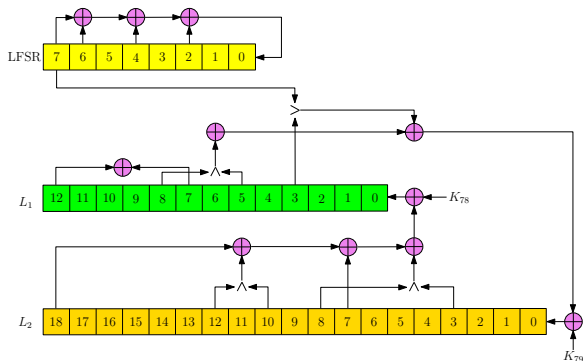 LFSR 7 6 5 4 3 2 1 0
L₁ 12 11 10 9 8 7 6 5 4 3 2 1 0 K₇₈
L₂ 18 17 16 15 14 13 12 11 10 9 8 7 6 5 4 3 2 1 0
K₇₉